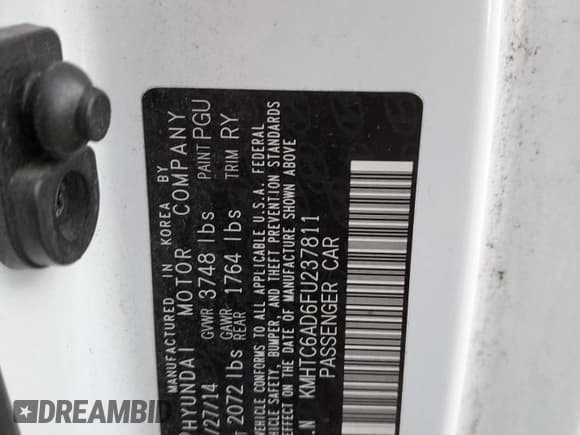 MANUFACTURED IN KOREA BY
HYUNDAI MOTOR COMPANY
/27/14 GVWR 3748 lbs PAINT PGU
2072 lbs GAWR REAR 1764 lbs TRIM RY
VEHICLE CONFORMS TO ALL APPLICABLE U.S.A. FEDERAL
VEHICLE SAFETY, BUMPER, AND THEFT PREVENTION STANDARDS
EFFECT ON THE DATE OF MANUFACTURE SHOWN ABOVE
.N KMHTC6AD6FU237811
PASSENGER CAR
DREAMBID